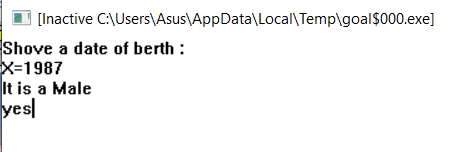 [Inactive C:\Users\Asus\AppData\Local\Temp\goal$000.exe]
Shove a date of berth :
X=1987
It is a Male
yes